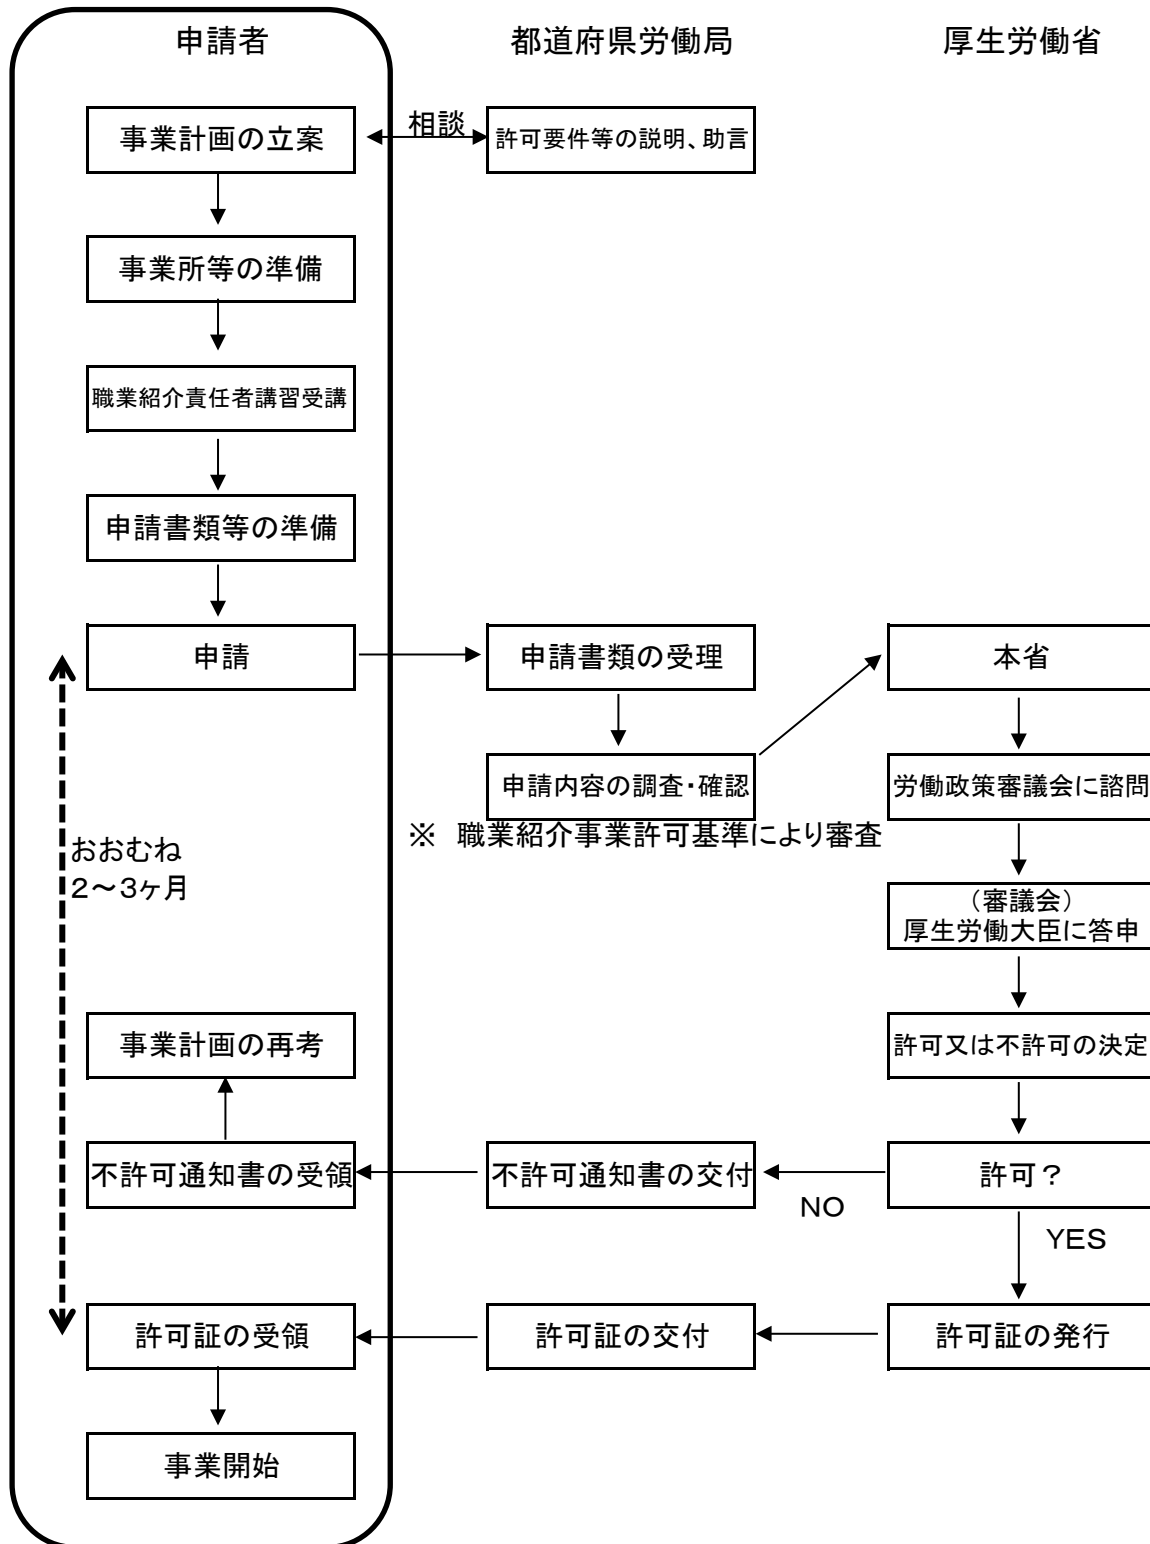 申請者
都道府県労働局
厚生労働省
事業計画の立案
相談
許可要件等の説明、助言
事業所等の準備
職業紹介責任者講習受講
申請書類等の準備
申請
申請書類の受理
本省
申請内容の調査・確認
労働政策審議会に諮問
※ 職業紹介事業許可基準により審査
おおむね
２～３ヶ月
（審議会）
厚生労働大臣に答申
事業計画の再考
許可又は不許可の決定
不許可通知書の受領
不許可通知書の交付
許可？
NO
YES
許可証の受領
許可証の交付
許可証の発行
事業開始